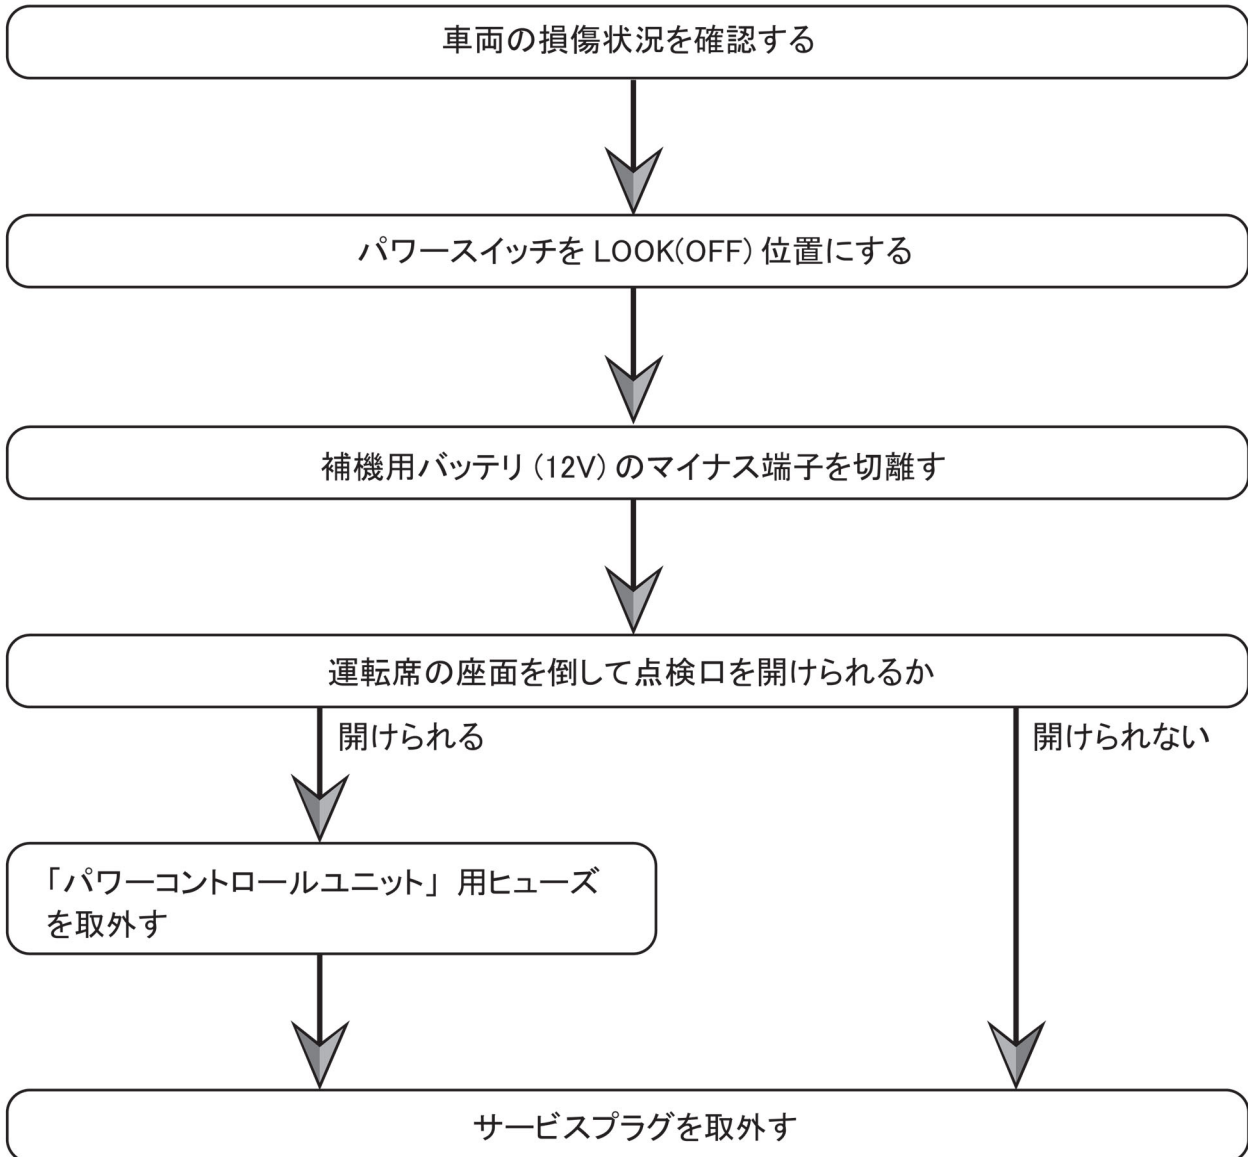 車両の損傷状況を確認する
パワースイッチを LOOK(OFF) 位置にする
補機用バッテリ (12V) のマイナス端子を切離す
運転席の座面を倒して点検口を開けられるか
開けられる
開けられない
「パワーコントロールユニット」用ヒューズ
を取外す
サービスプラグを取外す